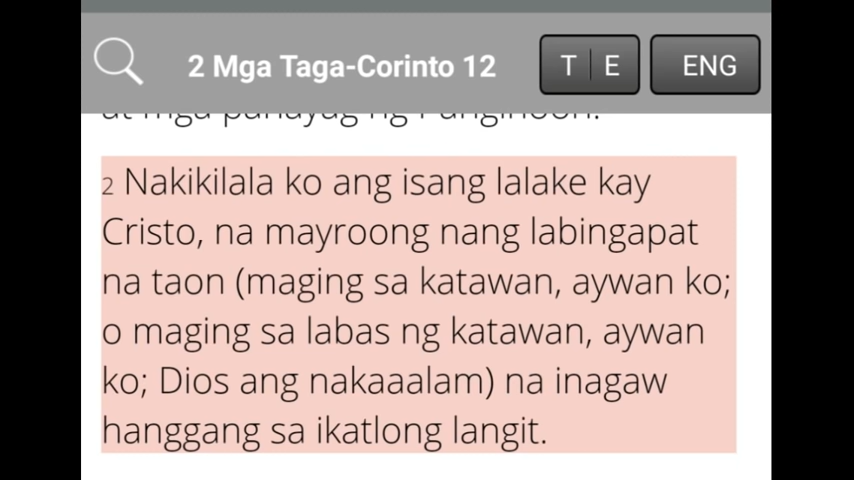 2 Mga Taga-Corinto 12
T E
ENG
2 Nakikilala ko ang isang lalake kay
Cristo, na mayroong nang labingapat
na taon (maging sa katawan, aywan ko;
o maging sa labas ng katawan, aywan
ko; Dios ang nakaaalam) na inagaw
hanggang sa ikatlong langit.